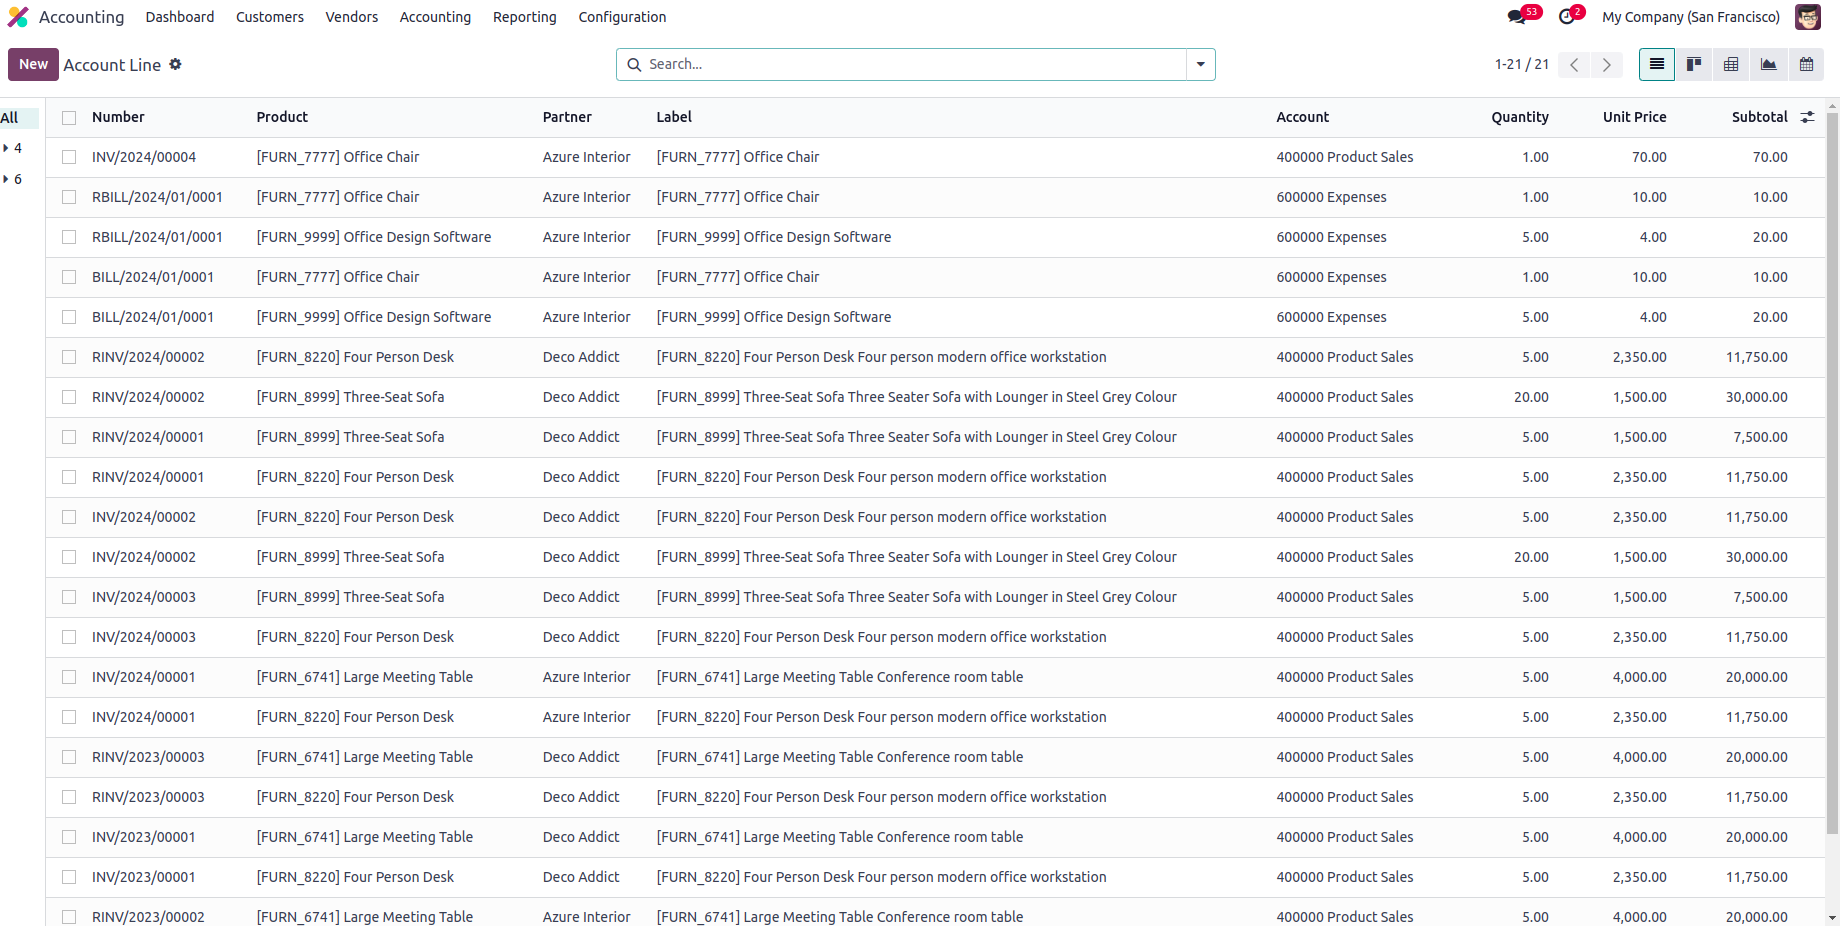 Accounting Dashboard Customers Vendors Accounting Reporting Configuration 53 2 My Company (San Francisco)
New Account Line Search... 1-21 / 21
All Number Product Partner Label Account Quantity Unit Price Subtotal
4 INV/2024/00004 [FURN_7777] Office Chair Azure Interior [FURN_7777] Office Chair 400000 Product Sales 1.00 70.00 70.00
6 RBILL/2024/01/0001 [FURN_7777] Office Chair Azure Interior [FURN_7777] Office Chair 600000 Expenses 1.00 10.00 10.00
RBILL/2024/01/0001 [FURN_9999] Office Design Software Azure Interior [FURN_9999] Office Design Software 600000 Expenses 5.00 4.00 20.00
BILL/2024/01/0001 [FURN_7777] Office Chair Azure Interior [FURN_7777] Office Chair 600000 Expenses 1.00 10.00 10.00
BILL/2024/01/0001 [FURN_9999] Office Design Software Azure Interior [FURN_9999] Office Design Software 600000 Expenses 5.00 4.00 20.00
RINV/2024/00002 [FURN_8220] Four Person Desk Deco Addict [FURN_8220] Four Person Desk Four person modern office workstation 400000 Product Sales 5.00 2,350.00 11,750.00
RINV/2024/00002 [FURN_8999] Three-Seat Sofa Deco Addict [FURN_8999] Three-Seat Sofa Three Seater Sofa with Lounger in Steel Grey Colour 400000 Product Sales 20.00 1,500.00 30,000.00
RINV/2024/00001 [FURN_8999] Three-Seat Sofa Deco Addict [FURN_8999] Three-Seat Sofa Three Seater Sofa with Lounger in Steel Grey Colour 400000 Product Sales 5.00 1,500.00 7,500.00
RINV/2024/00001 [FURN_8220] Four Person Desk Deco Addict [FURN_8220] Four Person Desk Four person modern office workstation 400000 Product Sales 5.00 2,350.00 11,750.00
INV/2024/00002 [FURN_8220] Four Person Desk Deco Addict [FURN_8220] Four Person Desk Four person modern office workstation 400000 Product Sales 5.00 2,350.00 11,750.00
INV/2024/00002 [FURN_8999] Three-Seat Sofa Deco Addict [FURN_8999] Three-Seat Sofa Three Seater Sofa with Lounger in Steel Grey Colour 400000 Product Sales 20.00 1,500.00 30,000.00
INV/2024/00003 [FURN_8999] Three-Seat Sofa Deco Addict [FURN_8999] Three-Seat Sofa Three Seater Sofa with Lounger in Steel Grey Colour 400000 Product Sales 5.00 1,500.00 7,500.00
INV/2024/00003 [FURN_8220] Four Person Desk Deco Addict [FURN_8220] Four Person Desk Four person modern office workstation 400000 Product Sales 5.00 2,350.00 11,750.00
INV/2024/00001 [FURN_6741] Large Meeting Table Azure Interior [FURN_6741] Large Meeting Table Conference room table 400000 Product Sales 5.00 4,000.00 20,000.00
INV/2024/00001 [FURN_8220] Four Person Desk Azure Interior [FURN_8220] Four Person Desk Four person modern office workstation 400000 Product Sales 5.00 2,350.00 11,750.00
RINV/2023/00003 [FURN_6741] Large Meeting Table Deco Addict [FURN_6741] Large Meeting Table Conference room table 400000 Product Sales 5.00 4,000.00 20,000.00
RINV/2023/00003 [FURN_8220] Four Person Desk Deco Addict [FURN_8220] Four Person Desk Four person modern office workstation 400000 Product Sales 5.00 2,350.00 11,750.00
INV/2023/00001 [FURN_6741] Large Meeting Table Deco Addict [FURN_6741] Large Meeting Table Conference room table 400000 Product Sales 5.00 4,000.00 20,000.00
INV/2023/00001 [FURN_8220] Four Person Desk Deco Addict [FURN_8220] Four Person Desk Four person modern office workstation 400000 Product Sales 5.00 2,350.00 11,750.00
RINV/2023/00002 [FURN_6741] Large Meeting Table Azure Interior [FURN_6741] Large Meeting Table Conference room table 400000 Product Sales 5.00 4,000.00 20,000.00